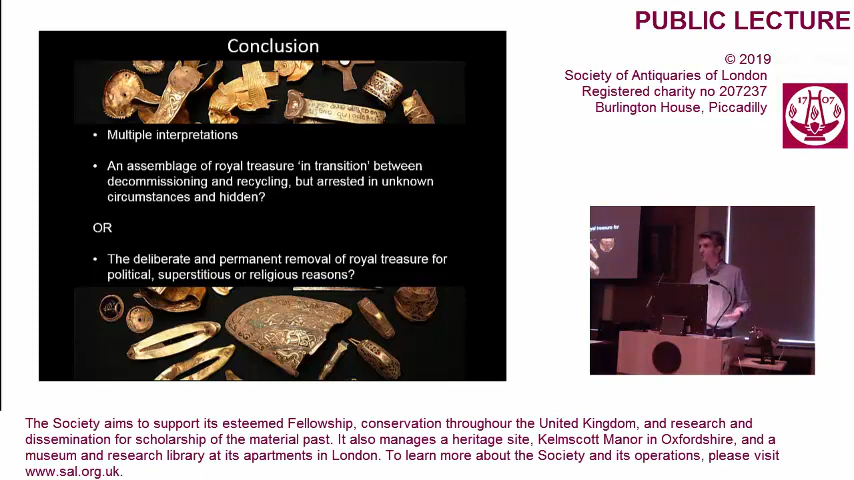 PUBLIC LECTURE
© 2019
Society of Antiquaries of London
Registered charity no 207237
Burlington House, Piccadilly
17 07
Conclusion
• Multiple interpretations
• An assemblage of royal treasure ‘in transition’ between
decommissioning and recycling, but arrested in unknown
circumstances and hidden?
OR
• The deliberate and permanent removal of royal treasure for
political, superstitious or religious reasons?
The Society aims to support its esteemed Fellowship, conservation throughour the United Kingdom, and research and
dissemination for scholarship of the material past. It also manages a heritage site, Kelmscott Manor in Oxfordshire, and a
museum and research library at its apartments in London. To learn more about the Society and its operations, please visit
www.sal.org.uk.